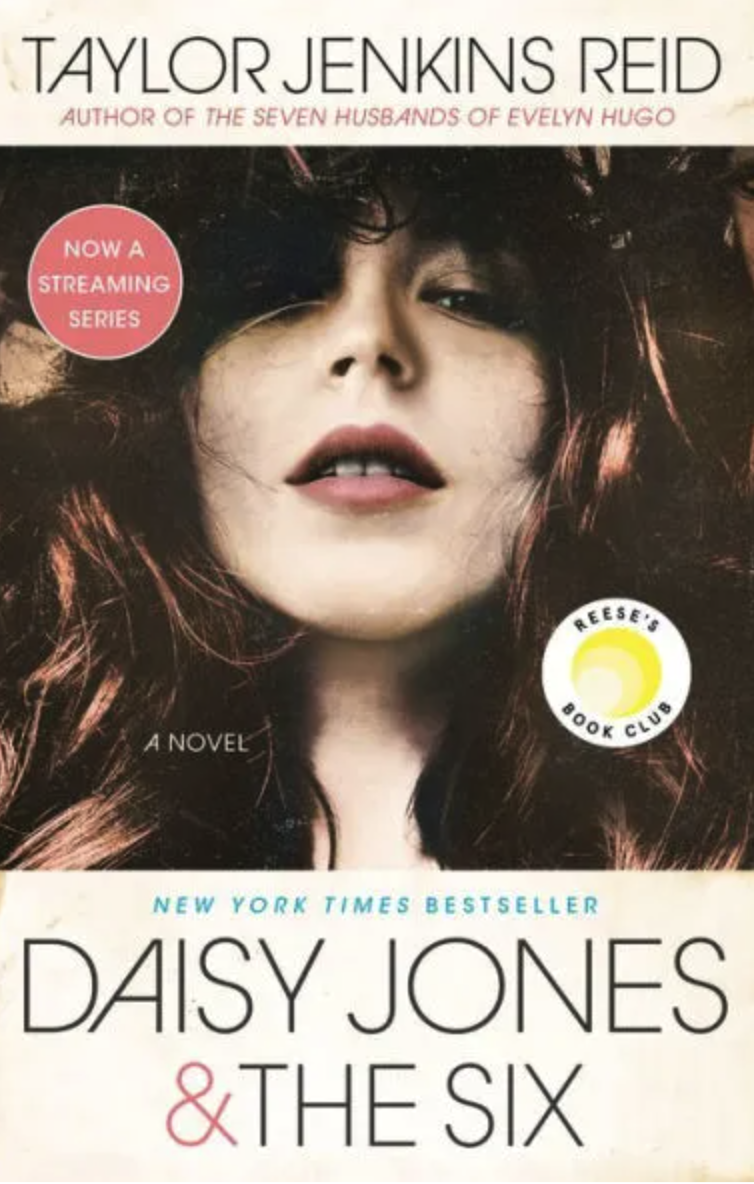 TAYLOR JENKINS REID
AUTHOR OF THE SEVEN HUSBANDS OF EVELYN HUGO
NOW A
STREAMING
SERIES
REESE'S
BOOK CLUB
A NOVEL
NEW YORK TIMES BESTSELLER
DAISY JONES
& THE SIX